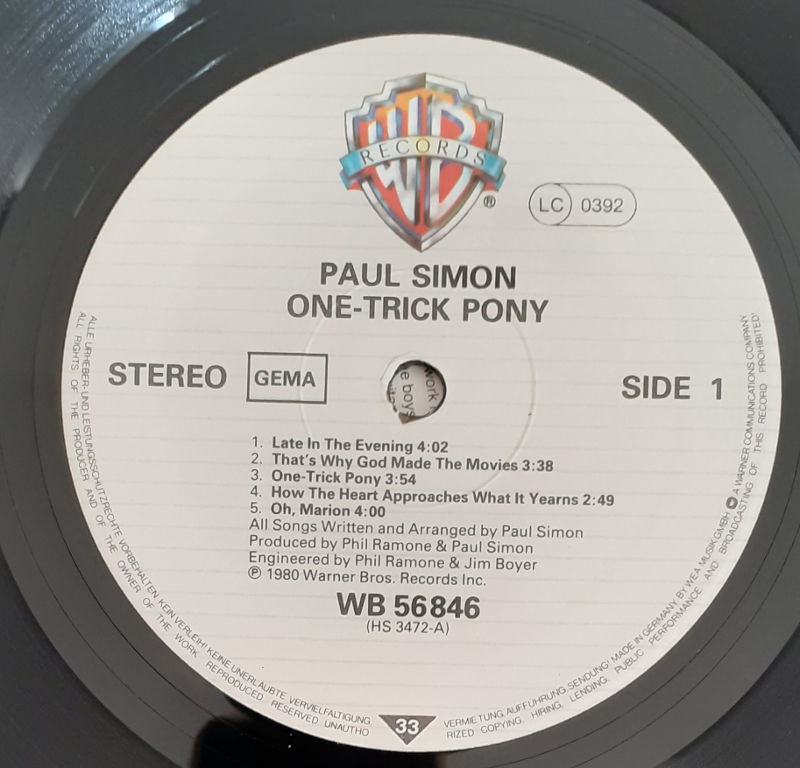 WB
RECORDS
®
LC 0392
PAUL SIMON
ONE-TRICK PONY
STEREO GEMA
SIDE 1
work
e boys
1. Late In The Evening 4:02
2. That's Why God Made The Movies 3:38
3. One-Trick Pony 3:54
4. How The Heart Approaches What It Yearns 2:49
5. Oh, Marion 4:00
All Songs Written and Arranged by Paul Simon
Produced by Phil Ramone & Paul Simon
Engineered by Phil Ramone & Jim Boyer
℗ 1980 Warner Bros. Records Inc.
WB 56 846
(HS 3472-A)
33
ALLE URHEBER- UND LEISTUNGSSCHUTZRECHTE VORBEHALTEN. KEIN VERLEIH! KEINE UNERLAUBTE VERVIELFÄLTIGUNG, VERMIETUNG, AUFFÜHRUNG, SENDUNG! MADE IN GERMANY BY WEA MUSIK GMBH A WARNER COMMUNICATIONS COMPANY
ALL RIGHTS OF THE PRODUCER AND OF THE OWNER OF THE WORK REPRODUCED RESERVED. UNAUTHORIZED COPYING, HIRING, LENDING, PUBLIC PERFORMANCE AND BROADCASTING OF THIS RECORD PROHIBITED!